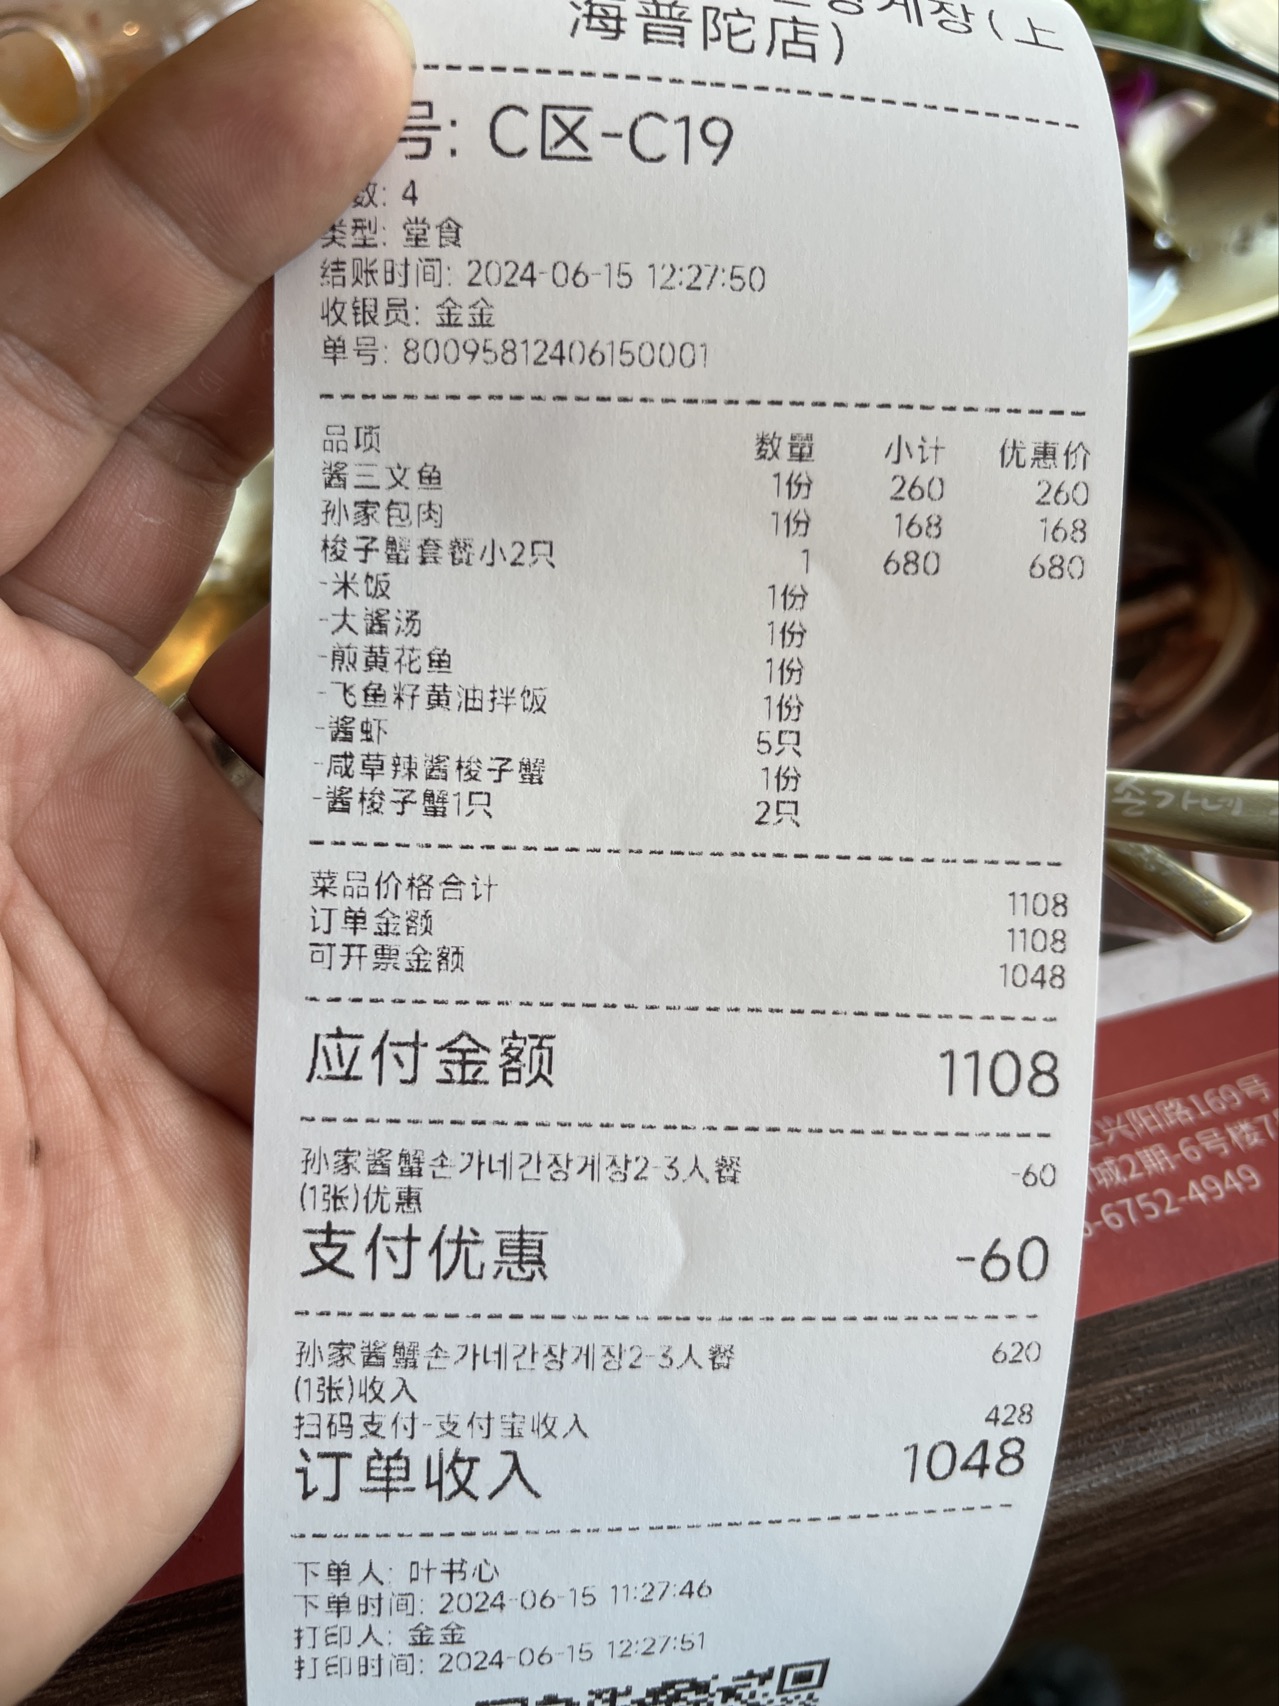 게장(上
海普陀店)
号: C区-C19
数: 4
类型: 堂食
结账时间: 2024-06-15 12:27:50
收银员: 金金
单号: 80095812406150001
品项 数量 小计 优惠价
酱三文鱼 1份 260 260
孙家包肉 1份 168 168
梭子蟹套餐小2只 1 680 680
-米饭 1份
-大酱汤 1份
-煎黄花鱼 1份
-飞鱼籽黄油拌饭 1份
-酱虾 5只
-咸草辣酱梭子蟹 1份
-酱梭子蟹1只 2只
菜品价格合计 1108
订单金额 1108
可开票金额 1048
应付金额 1108
孙家酱蟹손가네간장게장2-3人餐 -60
(1张)优惠
支付优惠 -60
孙家酱蟹손가네간장게장2-3人餐 620
(1张)收入
扫码支付-支付宝收入 428
订单收入 1048
下单人: 叶书心
下单时间: 2024-06-15 11:27:46
打印人: 金金
打印时间: 2024-06-15 12:27:51
손가네
兴阳路169号
城2期-6号楼7
-6752-4949